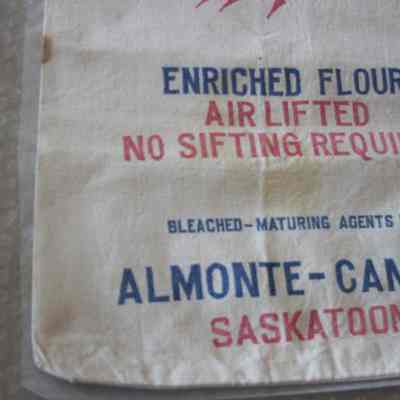 ENRICHED FLOUR
AIR LIFTED
NO SIFTING REQUI
BLEACHED-MATURING AGENTS
ALMONTE-CAN
SASKATOON